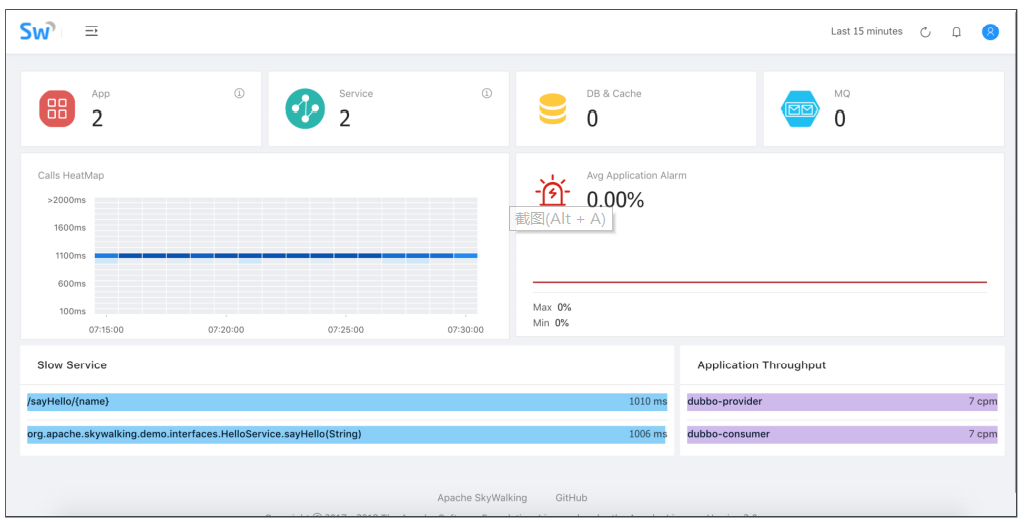 Sw
Last 15 minutes
App
2
Service
2
DB & Cache
0
MQ
0
Calls HeatMap
>2000ms
1600ms
1100ms
600ms
100ms
07:15:00
07:20:00
07:25:00
07:30:00
Avg Application Alarm
0.00%
截图(Alt + A)
Max 0%
Min 0%
Slow Service
/sayHello/{name} 1010 ms
org.apache.skywalking.demo.interfaces.HelloService.sayHello(String) 1006 ms
Application Throughput
dubbo-provider 7 cpm
dubbo-consumer 7 cpm
Apache SkyWalking GitHub